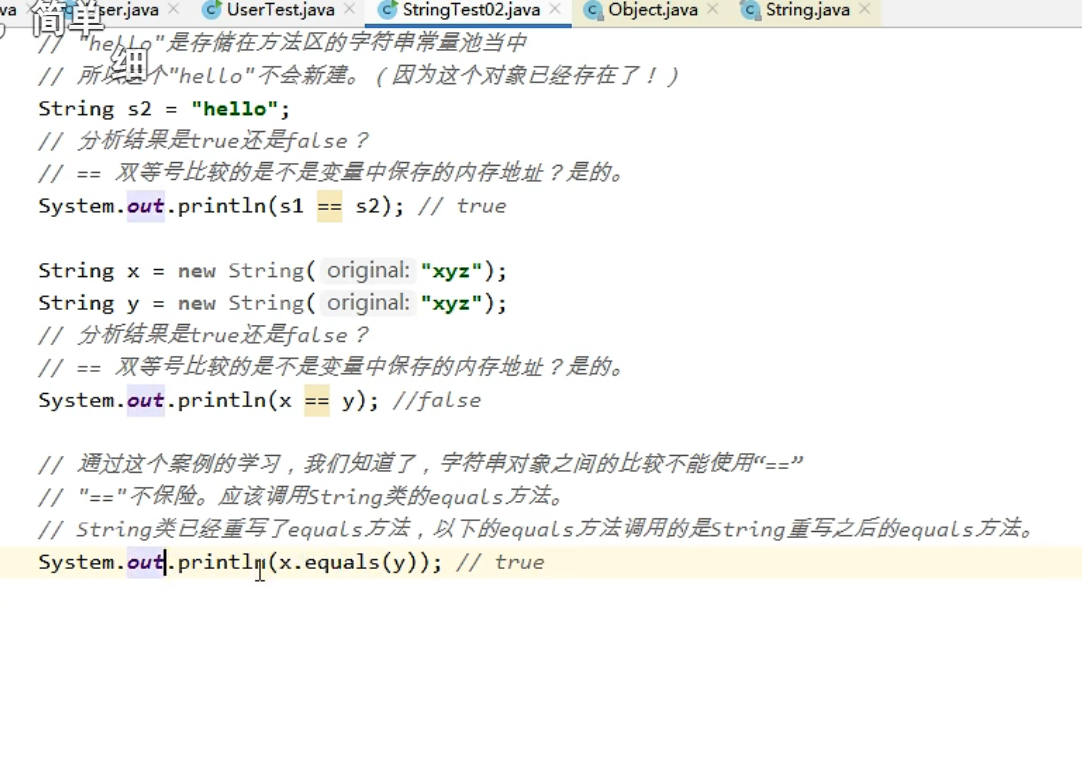 va
ser.java
UserTest.java
StringTest02.java
Object.java
String.java
简单
细
// "hello"是存储在方法区的字符串常量池当中
// 所以这个"hello"不会新建。(因为这个对象已经存在了！)
String s2 = "hello";
// 分析结果是true还是false？
// == 双等号比较的是不是变量中保存的内存地址？是的。
System.out.println(s1 == s2); // true
String x = new String( original: "xyz");
String y = new String( original: "xyz");
// 分析结果是true还是false？
// == 双等号比较的是不是变量中保存的内存地址？是的。
System.out.println(x == y); //false
// 通过这个案例的学习，我们知道了，字符串对象之间的比较不能使用“==”
// "=="不保险。应该调用String类的equals方法。
// String类已经重写了equals方法，以下的equals方法调用的是String重写之后的equals方法。
System.out.println(x.equals(y)); // true